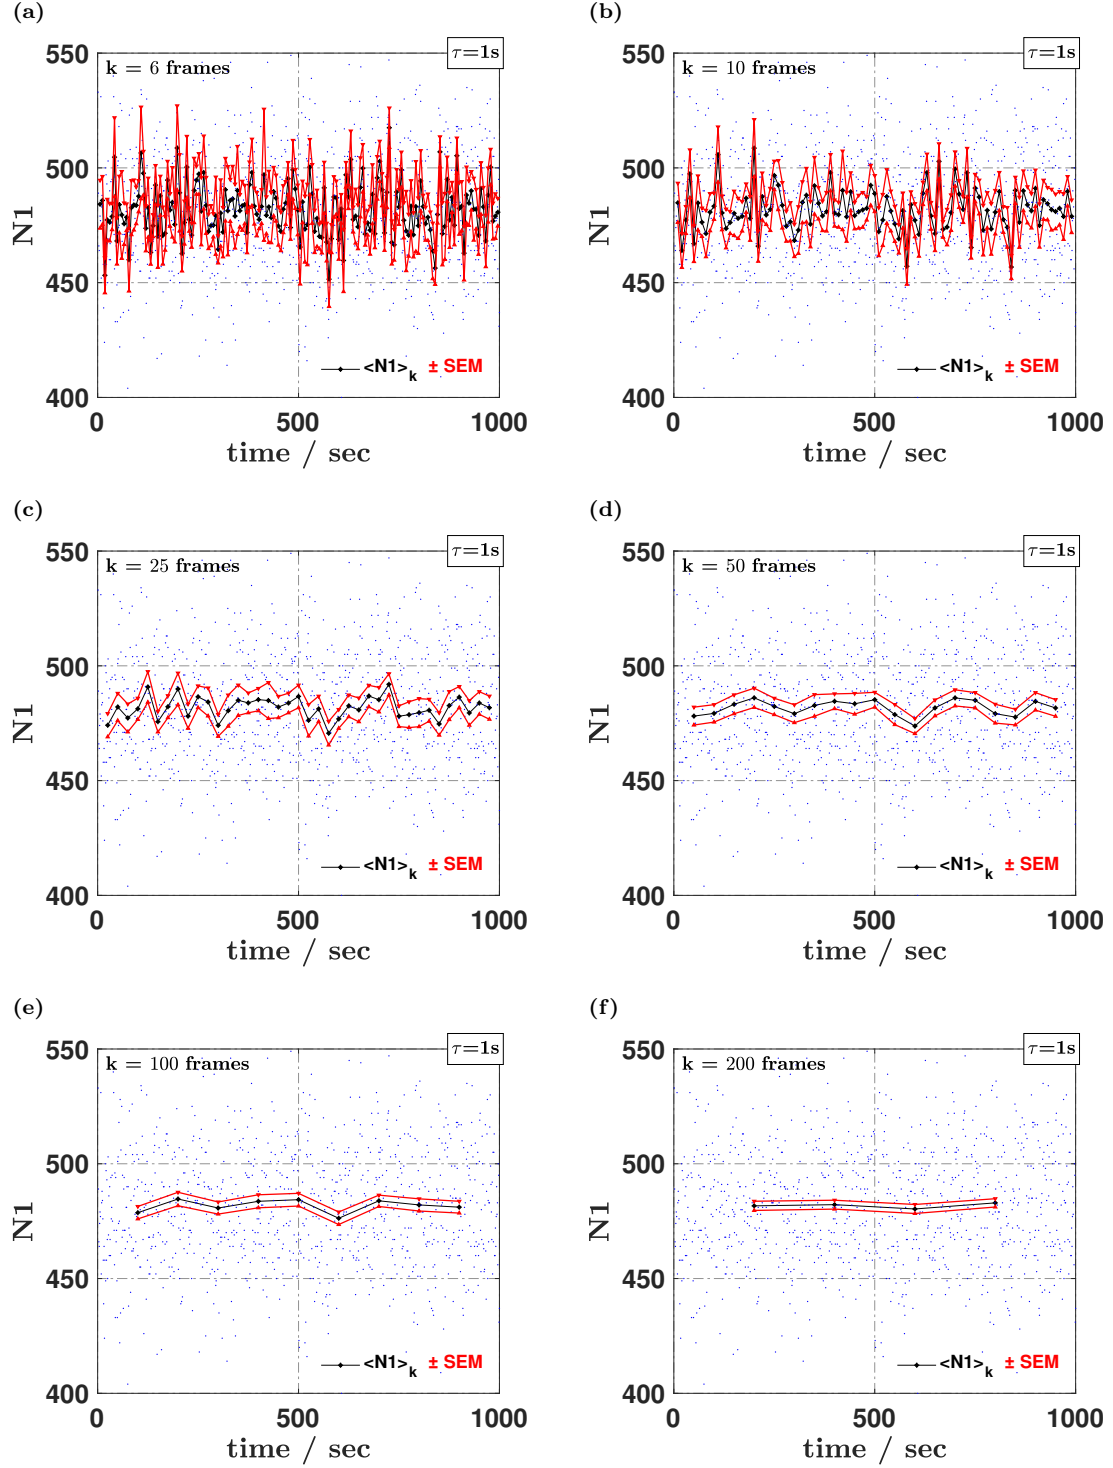 (a)
(b)
550
k = 6 frames
τ=1s
550
k = 10 frames
τ=1s
500
500
N1
N1
450
450
<N1>k ± SEM
<N1>k ± SEM
400
400
0 500 1000
0 500 1000
time / sec
time / sec
(c)
(d)
550
k = 25 frames
τ=1s
550
k = 50 frames
τ=1s
500
500
N1
N1
450
450
<N1>k ± SEM
<N1>k ± SEM
400
400
0 500 1000
0 500 1000
time / sec
time / sec
(e)
(f)
550
k = 100 frames
τ=1s
550
k = 200 frames
τ=1s
500
500
N1
N1
450
450
<N1>k ± SEM
<N1>k ± SEM
400
400
0 500 1000
0 500 1000
time / sec
time / sec